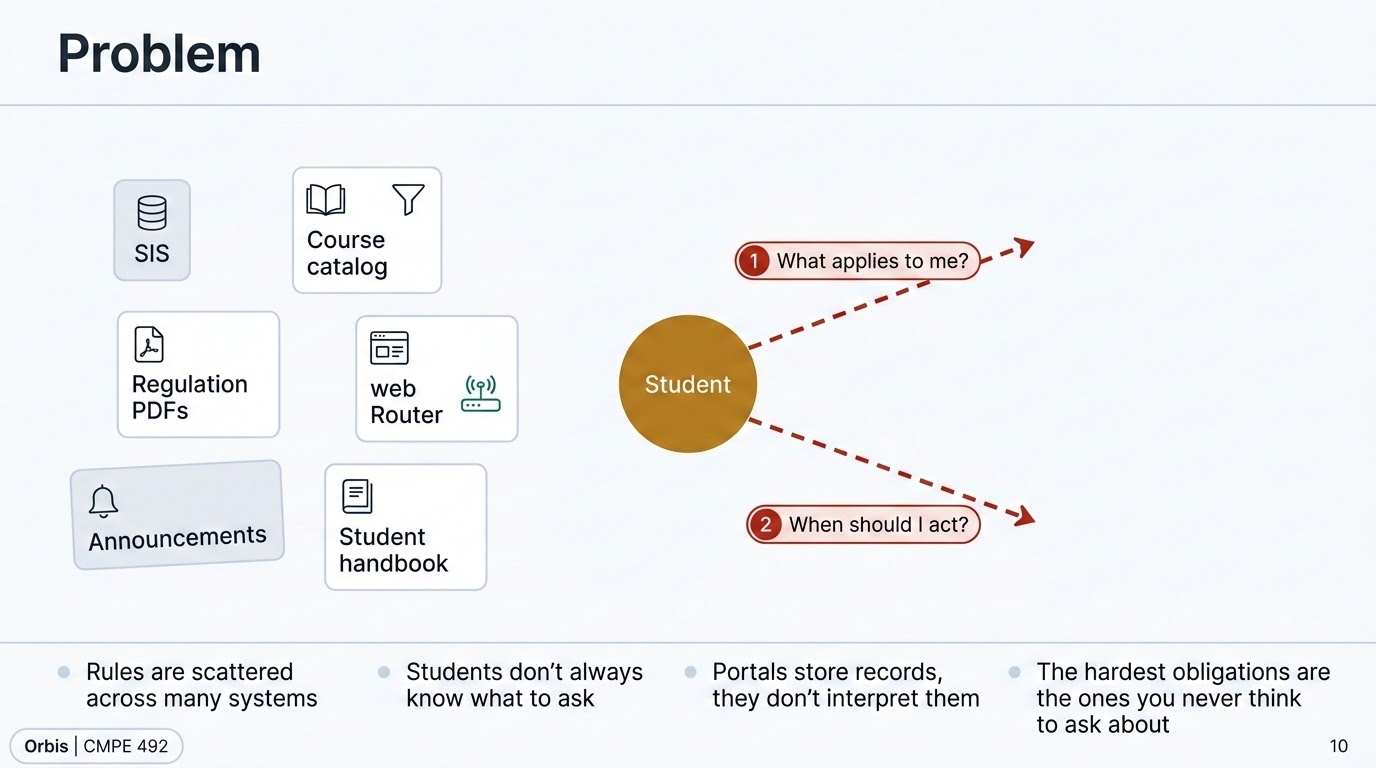 Problem
SIS
Course
catalog
Regulation
PDFs
web
Router
Announcements
Student
handbook
Student
1 What applies to me?
2 When should I act?
Rules are scattered
across many systems
Students don’t always
know what to ask
Portals store records,
they don’t interpret them
The hardest obligations are
the ones you never think
to ask about
Orbis | CMPE 492
10